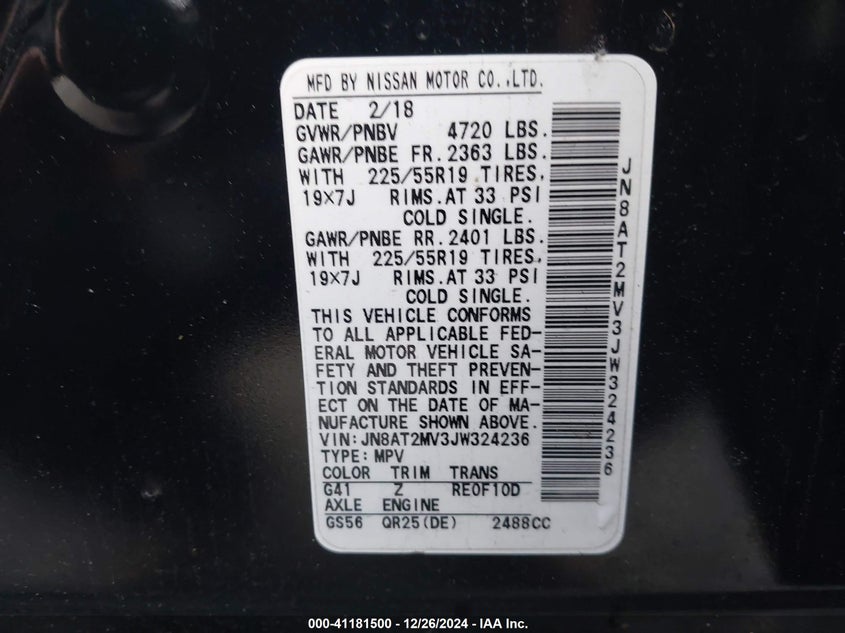 MFD BY NISSAN MOTOR CO.,LTD.
DATE 2/18
GVWR/PNBV 4720 LBS.
GAWR/PNBE FR.2363 LBS.
WITH 225/55R19 TIRES.
19×7J RIMS.AT 33 PSI
COLD SINGLE.
GAWR/PNBE RR.2401 LBS.
WITH 225/55R19 TIRES.
19×7J RIMS.AT 33 PSI
COLD SINGLE.
THIS VEHICLE CONFORMS
TO ALL APPLICABLE FED-
ERAL MOTOR VEHICLE SA-
FETY AND THEFT PREVEN-
TION STANDARDS IN EFF-
ECT ON THE DATE OF MA-
NUFACTURE SHOWN ABOVE.
VIN:JN8AT2MV3JW324236
TYPE:MPV
COLOR TRIM TRANS
G41 Z RE0F10D
AXLE ENGINE
GS56 QR25(DE) 2488CC
JN8AT2MV3JW324236
000-41181500 - 12/26/2024 - IAA Inc.